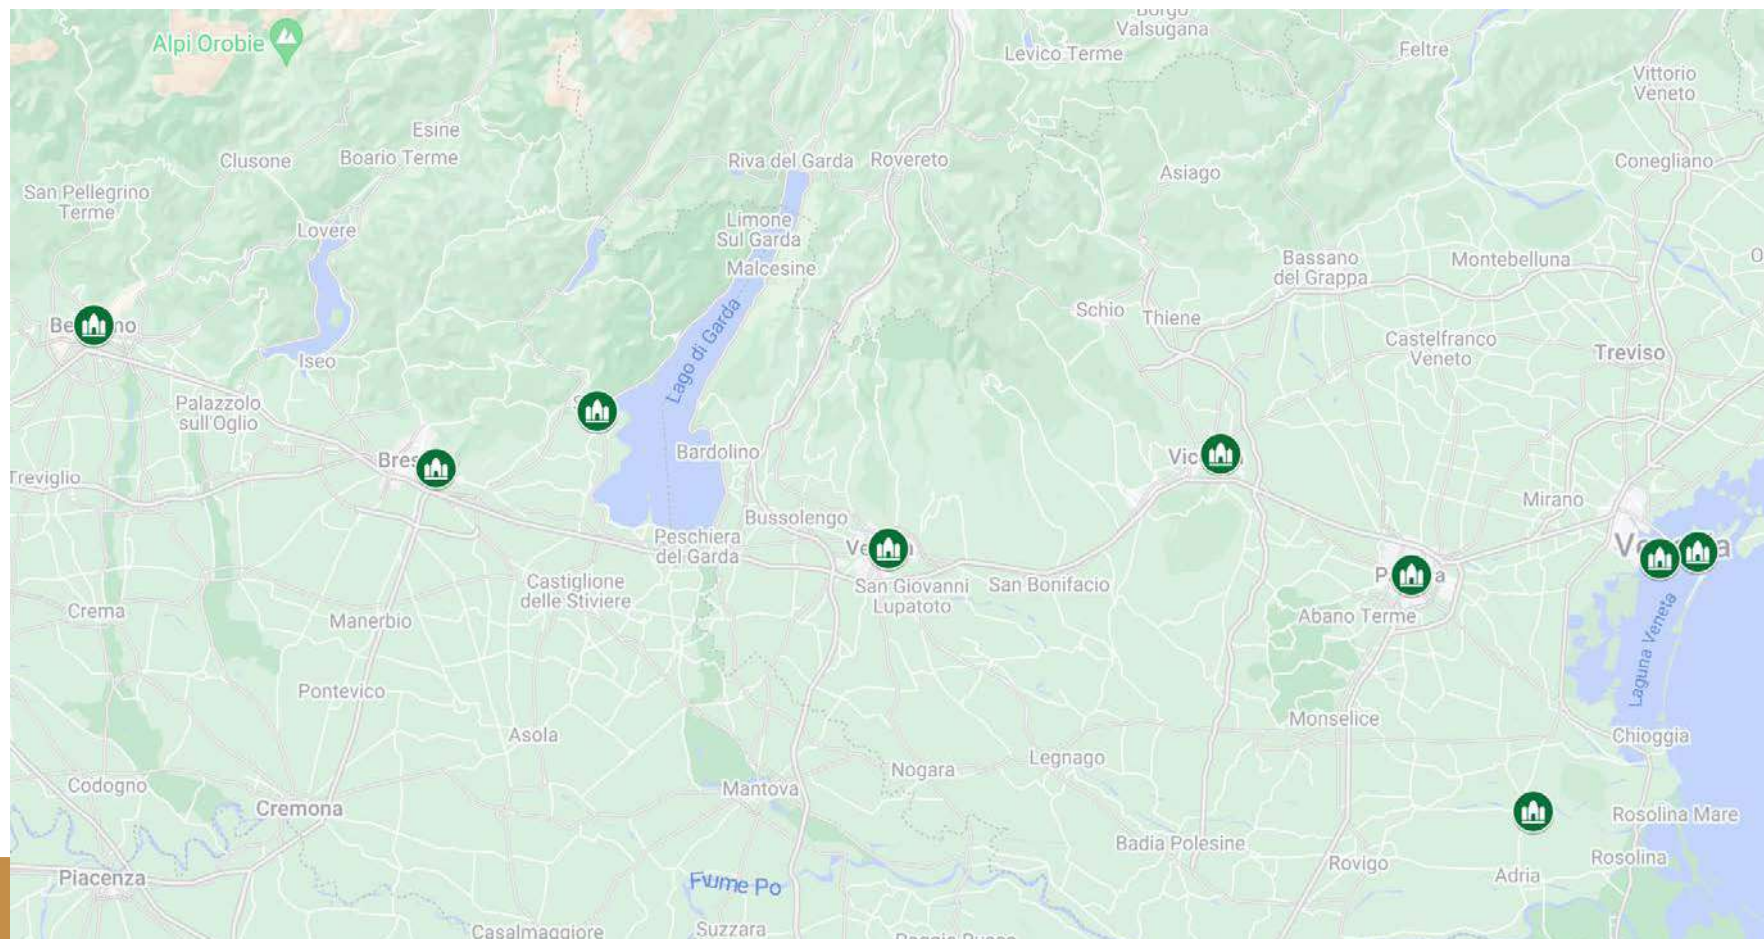 Borgo
Valsugana
Alpi Orobie
Levico Terme
Feltre
Vittorio
Veneto
Esine
Clusone
Boario Terme
Riva del Garda
Rovereto
Asiago
Conegliano
San Pellegrino
Terme
Lovere
Limone
Sul Garda
Malcesine
Bassano
del Grappa
Montebelluna
Schio
Thiene
Lago di Garda
Castelfranco
Veneto
Treviso
Iseo
Palazzolo
sull'Oglio
Bardolino
Treviglio
Mirano
Bussolengo
Peschiera
del Garda
Castiglione
delle Stiviere
San Giovanni
Lupatoto
San Bonifacio
Crema
Manerbio
Abano Terme
Laguna Veneta
Pontevico
Asola
Monselice
Chioggia
Legnago
Nogara
Codogno
Mantova
Cremona
Rosolina Mare
Badia Polesine
Rovigo
Rosolina
Adria
Piacenza
Fiume Po
Casalmaggiore
Suzzara